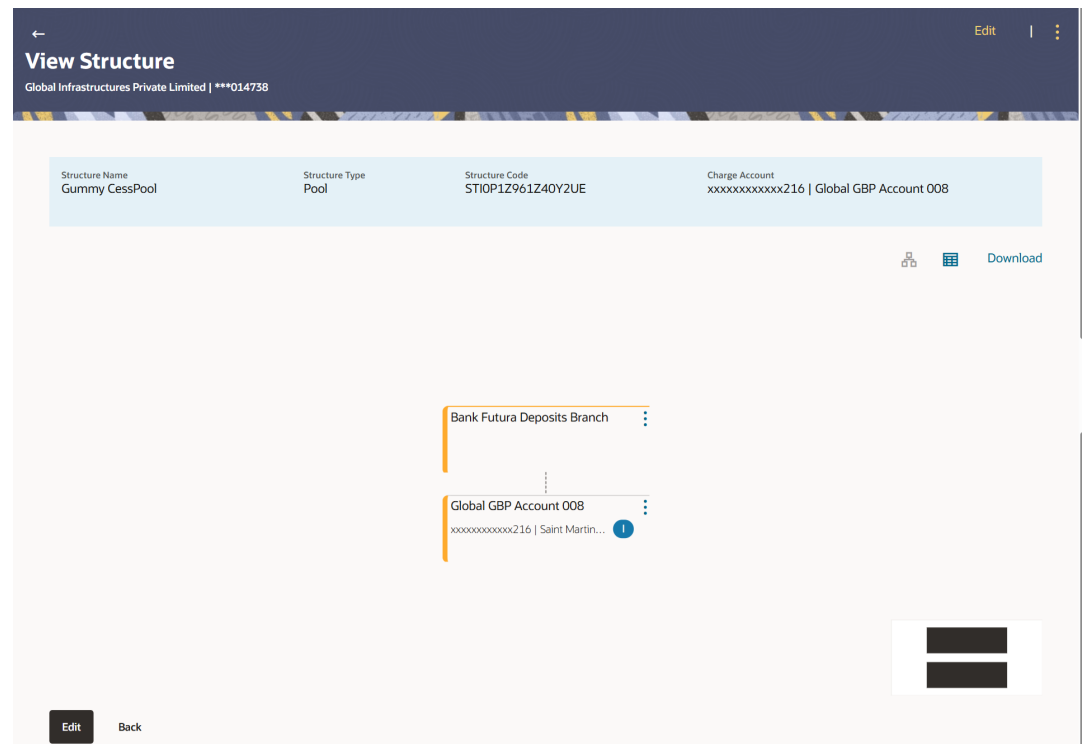 ←
Edit | ⋮
View Structure
Global Infrastructures Private Limited | ***014738
Structure Name Structure Type Structure Code Charge Account
Gummy CessPool Pool STI0P1Z961Z40Y2UE xxxxxxxxxxxx216 | Global GBP Account 008
Download
Bank Futura Deposits Branch
Global GBP Account 008
xxxxxxxxxxxx216 | Saint Martin... I
Edit Back